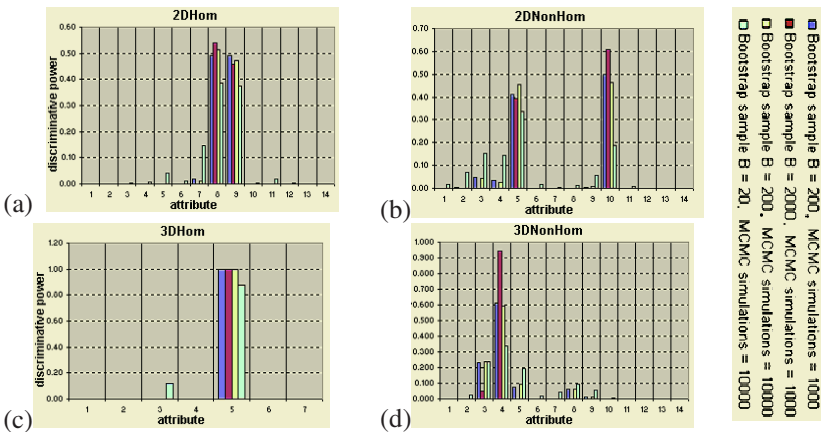 2DHom
discriminative power
0.60
0.50
0.40
0.30
0.20
0.10
0.00
1 2 3 4 5 6 7 8 9 10 11 12 13 14
attribute
(a)
2DNonHom
0.70
0.60
0.50
0.40
0.30
0.20
0.10
0.00
1 2 3 4 5 6 7 8 9 10 11 12 13 14
attribute
(b)
3DHom
discriminative power
1.20
1.00
0.80
0.60
0.40
0.20
0.00
1 2 3 4 5 6 7
attribute
(c)
3DNonHom
1.000
0.900
0.800
0.700
0.600
0.500
0.400
0.300
0.200
0.100
0.000
1 2 3 4 5 6 7 8 9 10 11 12 13 14
attribute
(d)
Bootstrap sample B = 200, MCMC simulations = 1000
Bootstrap sample B = 2000, MCMC simulations = 1000
Bootstrap sample B = 200, MCMC simulations = 10000
Bootstrap sample B = 20, MCMC simulations = 10000